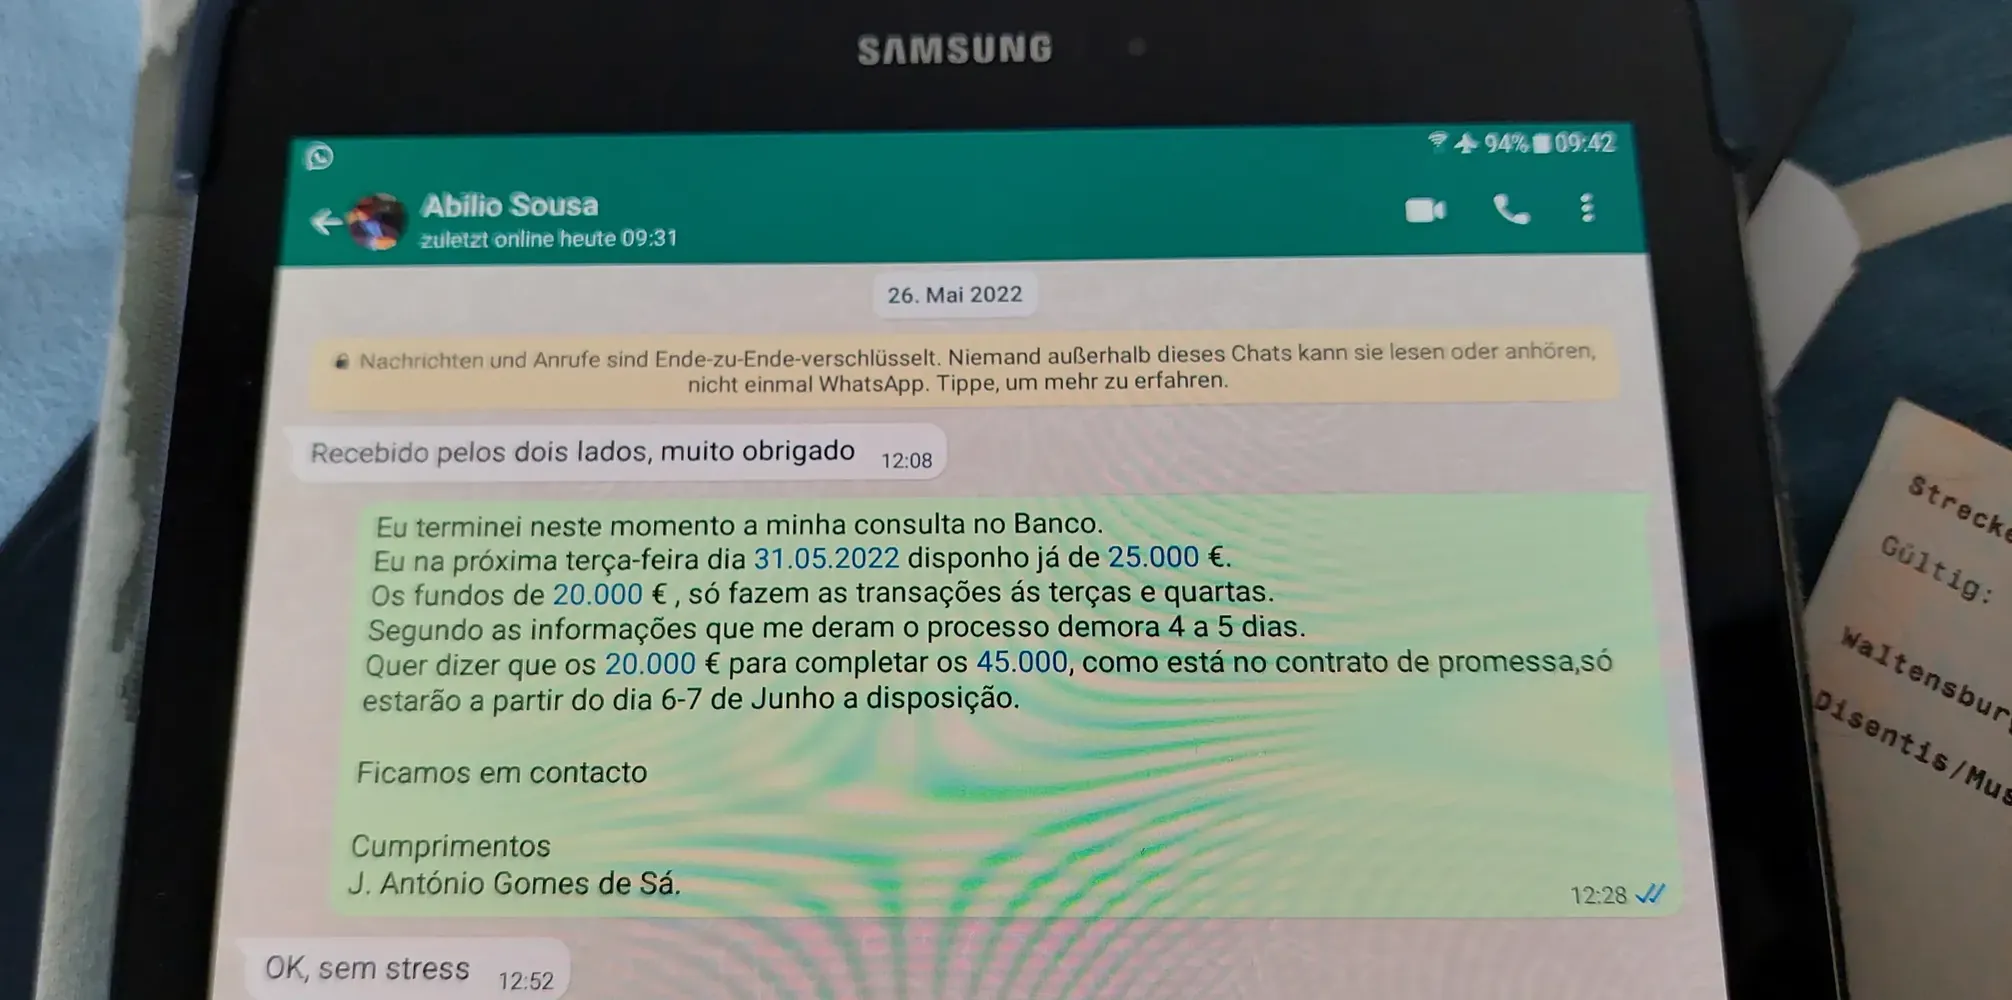 SAMSUNG
94% 09:42
Abílio Sousa
zuletzt online heute 09:31
26. Mai 2022
Nachrichten und Anrufe sind Ende-zu-Ende-verschlüsselt. Niemand außerhalb dieses Chats kann sie lesen oder anhören,
nicht einmal WhatsApp. Tippe, um mehr zu erfahren.
Recebido pelos dois lados, muito obrigado 12:08
Eu terminei neste momento a minha consulta no Banco.
Eu na próxima terça-feira dia 31.05.2022 disponho já de 25.000 €.
Os fundos de 20.000 € , só fazem as transações ás terças e quartas.
Segundo as informações que me deram o processo demora 4 a 5 dias.
Quer dizer que os 20.000 € para completar os 45.000, como está no contrato de promessa,só
estarão a partir do dia 6-7 de Junho a disposição.
Ficamos em contacto
Cumprimentos
J. António Gomes de Sá.
12:28
OK, sem stress 12:52
Strecke
Gültig:
Waltensbur
Disentis/Mus